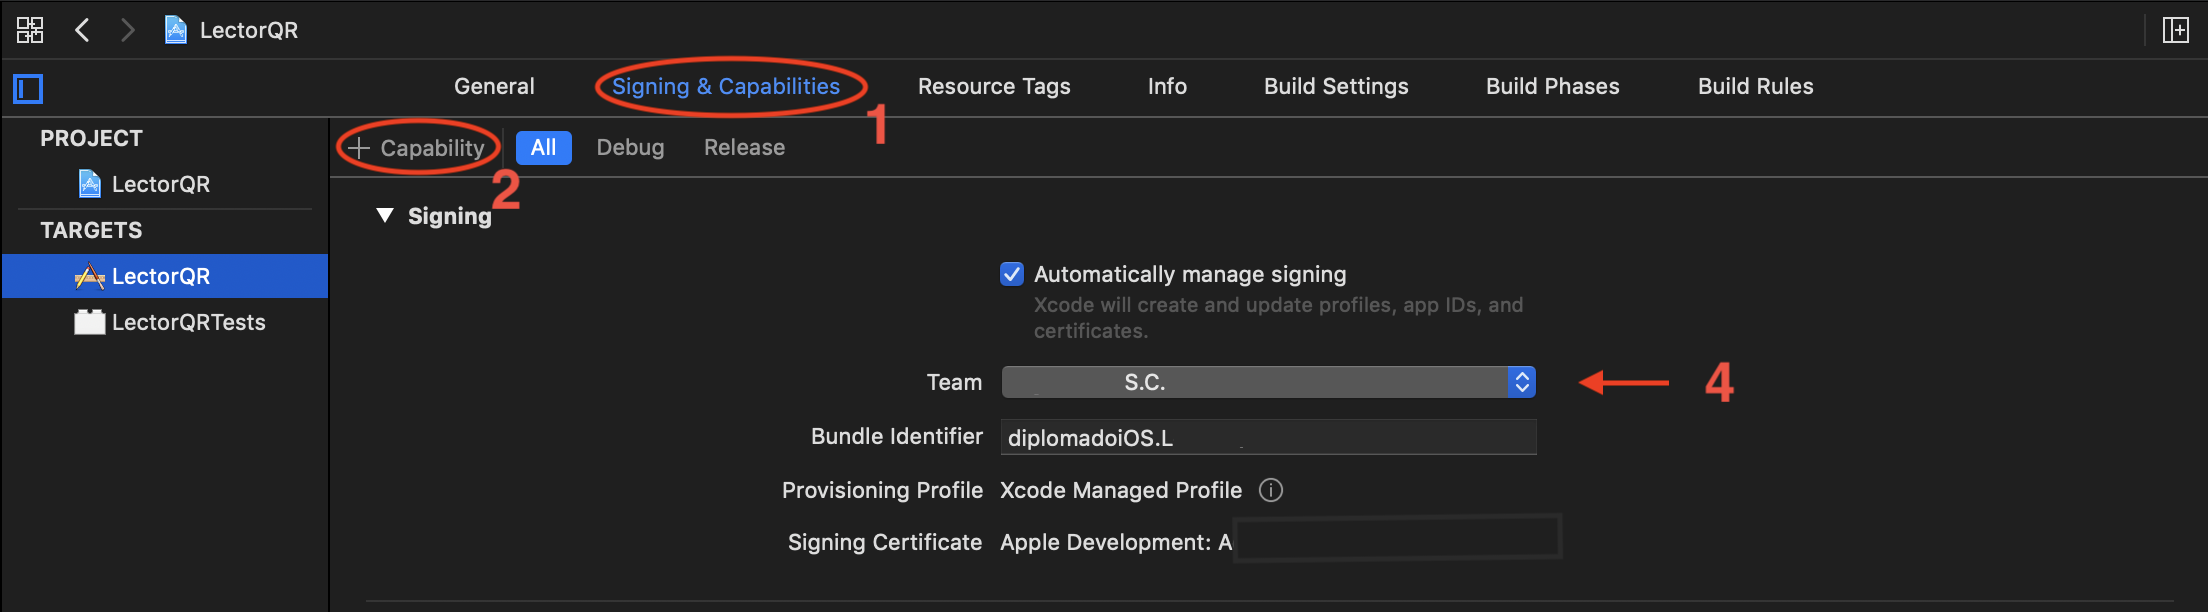 LectorQR
General Signing & Capabilities Resource Tags Info Build Settings Build Phases Build Rules
1
PROJECT
LectorQR
TARGETS
LectorQR
LectorQRTests
+ Capability All Debug Release
2
Signing
Automatically manage signing
Xcode will create and update profiles, app IDs, and
certificates.
Team S.C.
4
Bundle Identifier diplomadoiOS.L
Provisioning Profile Xcode Managed Profile
Signing Certificate Apple Development: A